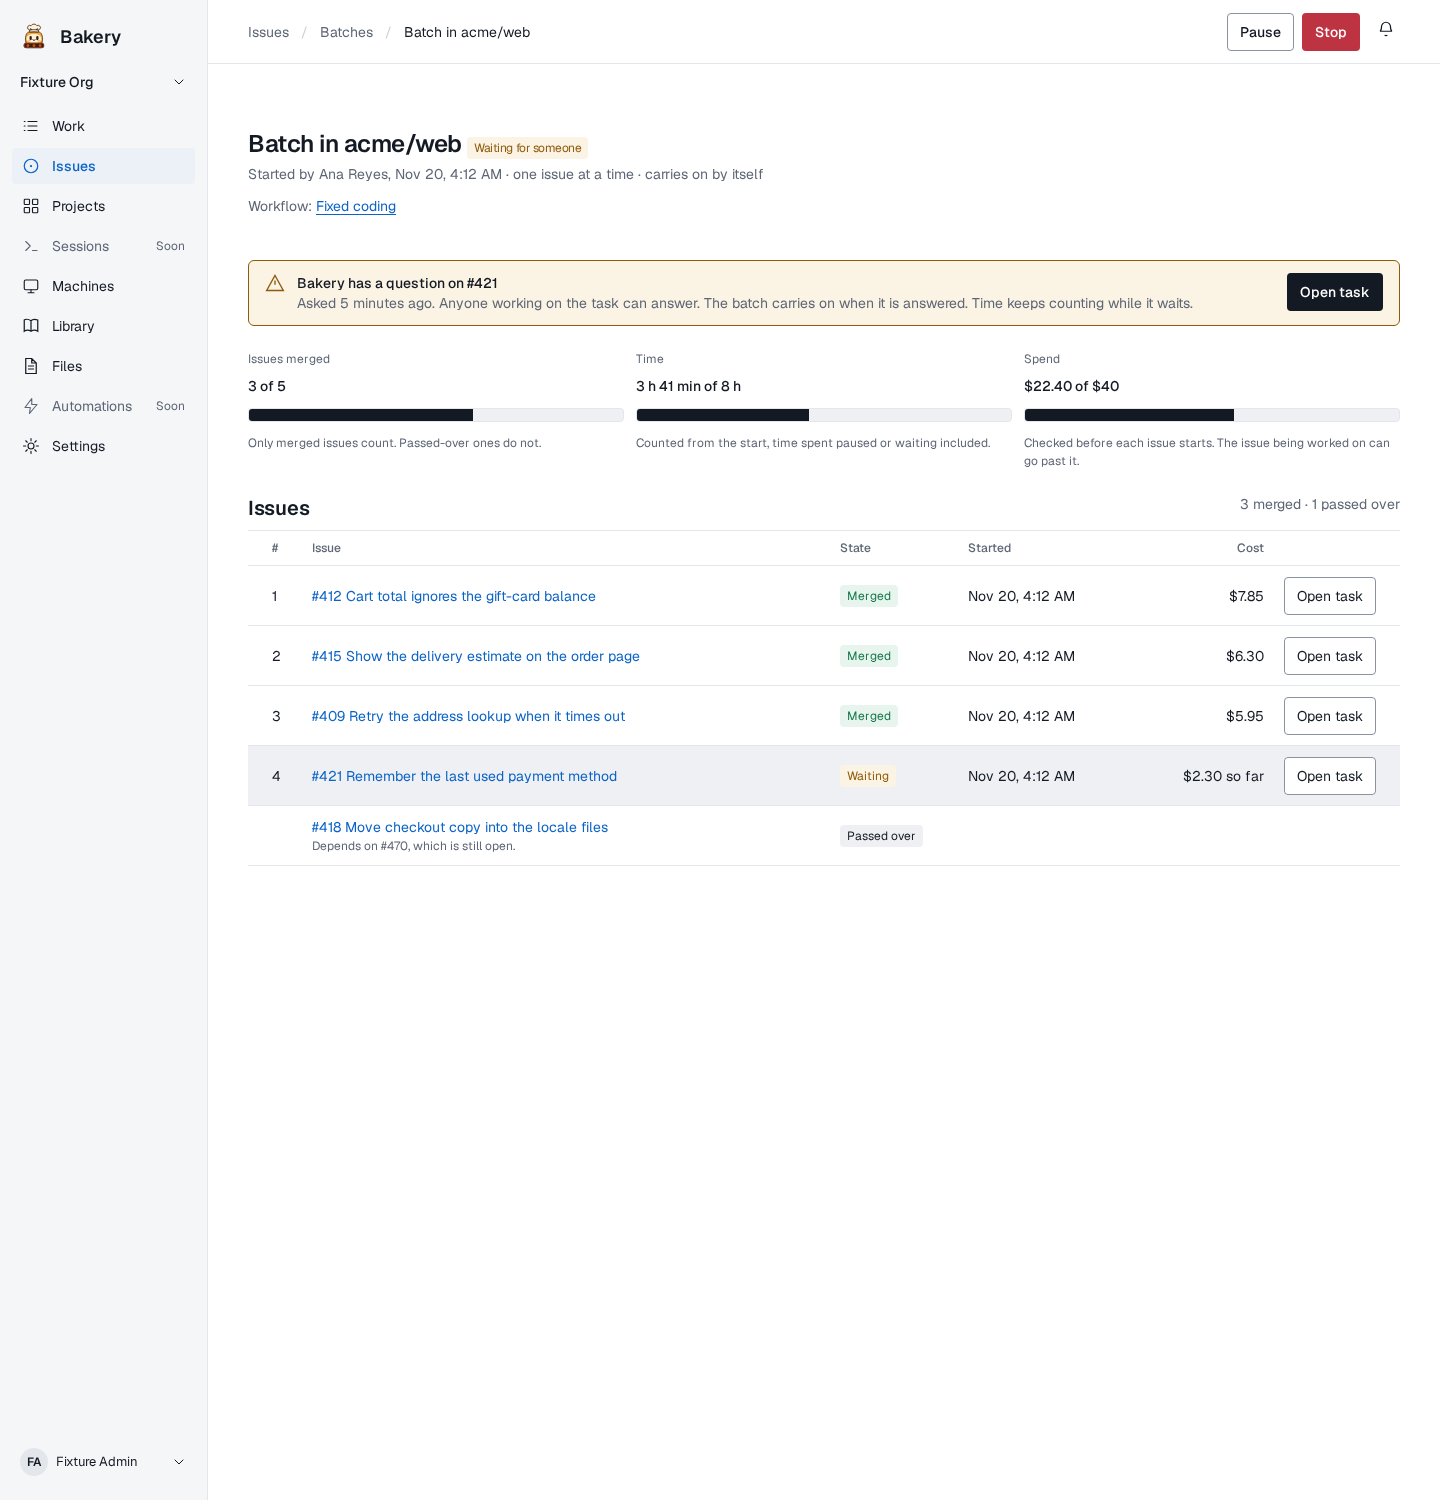 Bakery
Fixture Org
Work
Issues
Projects
Sessions Soon
Machines
Library
Files
Automations Soon
Settings
FA Fixture Admin
Issues / Batches / Batch in acme/web
Pause Stop
Batch in acme/web Waiting for someone
Started by Ana Reyes, Nov 20, 4:12 AM · one issue at a time · carries on by itself
Workflow: Fixed coding
Bakery has a question on #421
Asked 5 minutes ago. Anyone working on the task can answer. The batch carries on when it is answered. Time keeps counting while it waits.
Open task
Issues merged
3 of 5
Only merged issues count. Passed-over ones do not.
Time
3 h 41 min of 8 h
Counted from the start, time spent paused or waiting included.
Spend
$22.40 of $40
Checked before each issue starts. The issue being worked on can
go past it.
Issues 3 merged · 1 passed over
# Issue State Started Cost
1 #412 Cart total ignores the gift-card balance Merged Nov 20, 4:12 AM $7.85 Open task
2 #415 Show the delivery estimate on the order page Merged Nov 20, 4:12 AM $6.30 Open task
3 #409 Retry the address lookup when it times out Merged Nov 20, 4:12 AM $5.95 Open task
4 #421 Remember the last used payment method Waiting Nov 20, 4:12 AM $2.30 so far Open task
#418 Move checkout copy into the locale files Passed over
Depends on #470, which is still open.